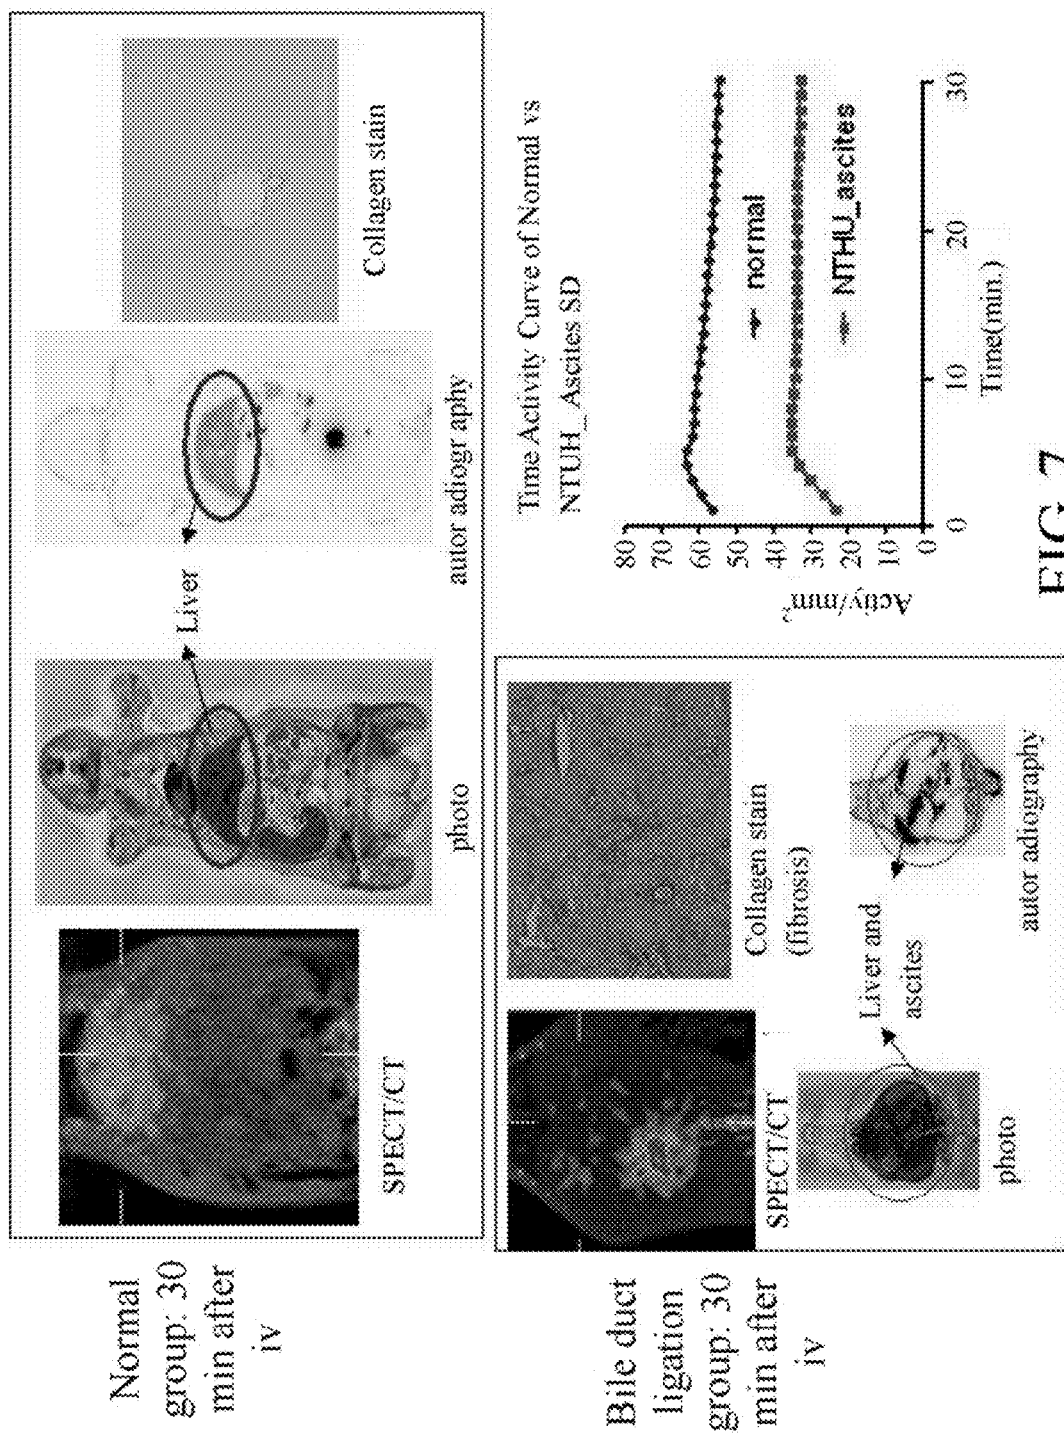 Normal
group: 30
min after
iv
SPECT/CT
photo
Liver
autor adiogr aphy
Collagen stain
Bile duct
ligation
group: 30
min after
iv
SPECT/CT
Collagen stain
(fibrosis)
photo
Liver and
ascites
autor adiography
Time Activity Curve of Normal vs
NTUH_ Ascites SD
80
70
60
50
40
30
20
10
0
Activ/mm²
normal
NTHU_ascites
0
10
20
30
Time(min.)
FIG. 7